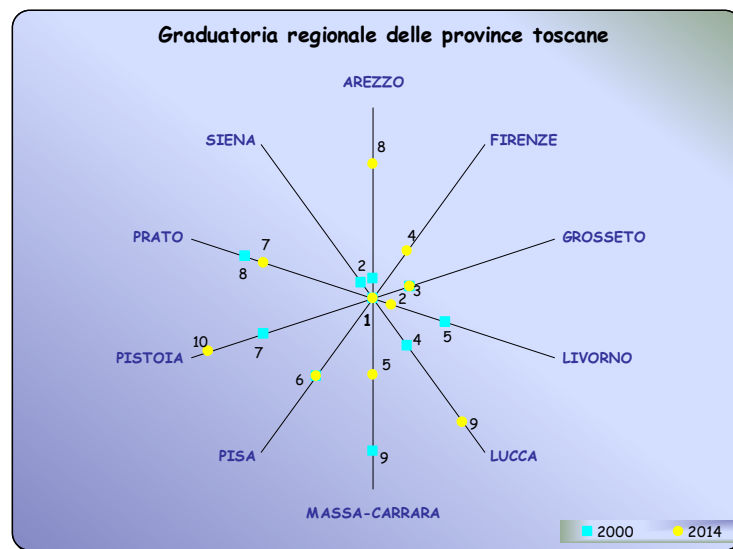 Graduatoria regionale delle province toscane
AREZZO
SIENA
FIRENZE
8
PRATO
4
GROSSETO
7
2
8
3
2
1
5
10
PISTOIA
7
4
LIVORNO
5
6
9
PISA
9
LUCCA
MASSA-CARRARA
2000
2014